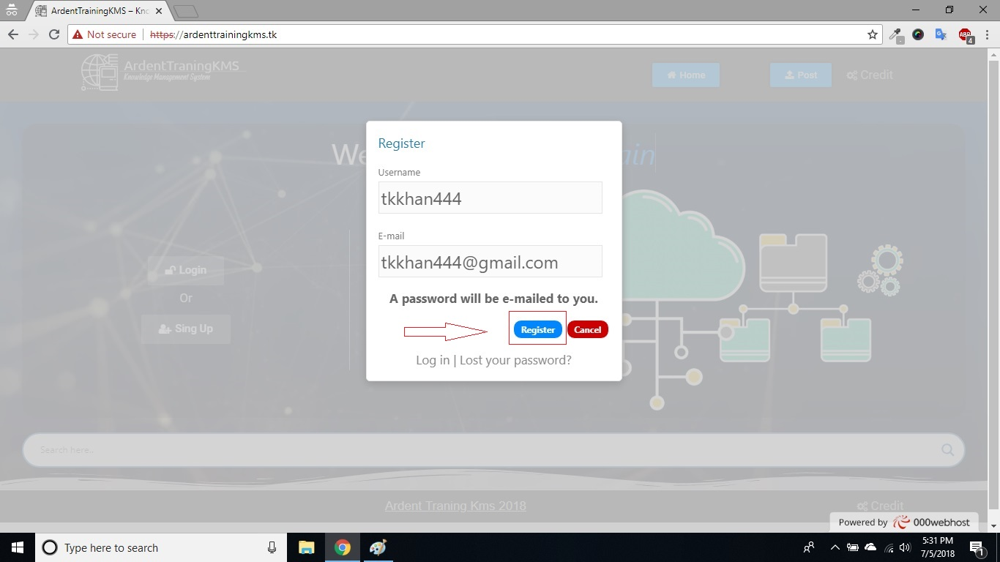 ArdentTrainingKMS – Kno
Not secure https://ardenttrainingkms.tk
ABP
4
ArdentTraningKMS
Knowledge Management System
Home
Post
Credit
We
ain
Register
Username
tkkhan444
E-mail
tkkhan444@gmail.com
A password will be e-mailed to you.
Register
Cancel
Log in | Lost your password?
Login
Or
Sing Up
Search here..
Ardent Traning Kms 2018
Credit
Powered by 000webhost
Type here to search
5:31 PM
7/5/2018
1